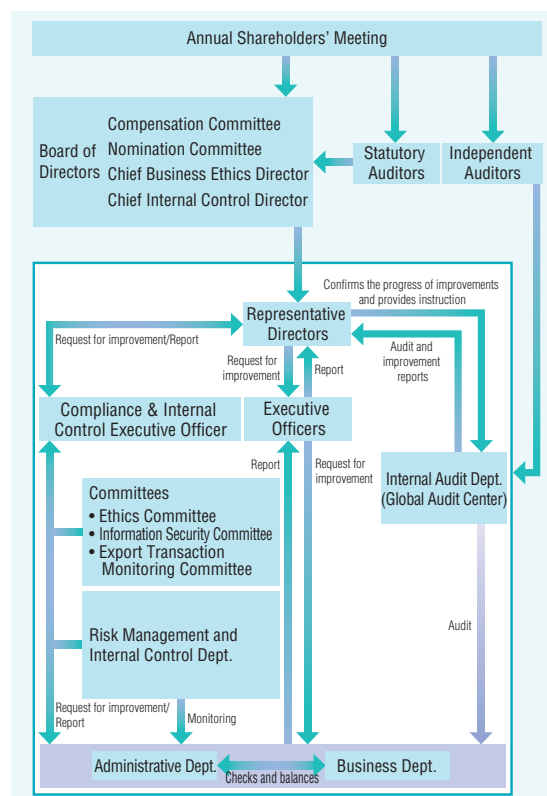 Annual Shareholders' Meeting
Board of
Directors
Compensation Committee
Nomination Committee
Chief Business Ethics Director
Chief Internal Control Director
Statutory
Auditors
Independent
Auditors
Confirms the progress of improvements
and provides instruction
Representative
Directors
Request for improvement/Report
Request for
improvement
Report
Audit and
improvement
reports
Compliance & Internal
Control Executive Officer
Executive
Officers
Report
Request for
improvement
Internal Audit Dept.
(Global Audit Center)
Committees
• Ethics Committee
• Information Security Committee
• Export Transaction
Monitoring Committee
Risk Management and
Internal Control Dept.
Audit
Request for improvement/
Report
Monitoring
Administrative Dept.
Checks and balances
Business Dept.